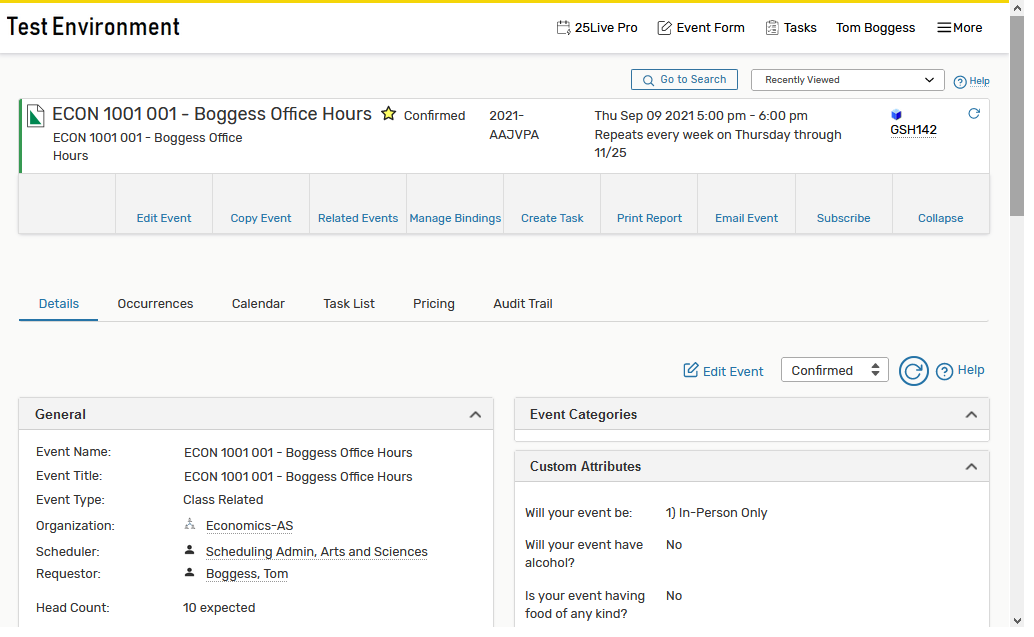 Test Environment
25Live Pro Event Form Tasks Tom Boggess More
Go to Search Recently Viewed Help
ECON 1001 001 - Boggess Office Hours Confirmed 2021-AAJVPA Thu Sep 09 2021 5:00 pm - 6:00 pm GSH142
ECON 1001 001 - Boggess Office Hours Repeats every week on Thursday through 11/25
Edit Event Copy Event Related Events Manage Bindings Create Task Print Report Email Event Subscribe Collapse
Details Occurrences Calendar Task List Pricing Audit Trail
Edit Event Confirmed Help
General
Event Name: ECON 1001 001 - Boggess Office Hours
Event Title: ECON 1001 001 - Boggess Office Hours
Event Type: Class Related
Organization: Economics-AS
Scheduler: Scheduling Admin, Arts and Sciences
Requestor: Boggess, Tom
Head Count: 10 expected
Event Categories
Custom Attributes
Will your event be: 1) In-Person Only
Will your event have alcohol? No
Is your event having food of any kind? No